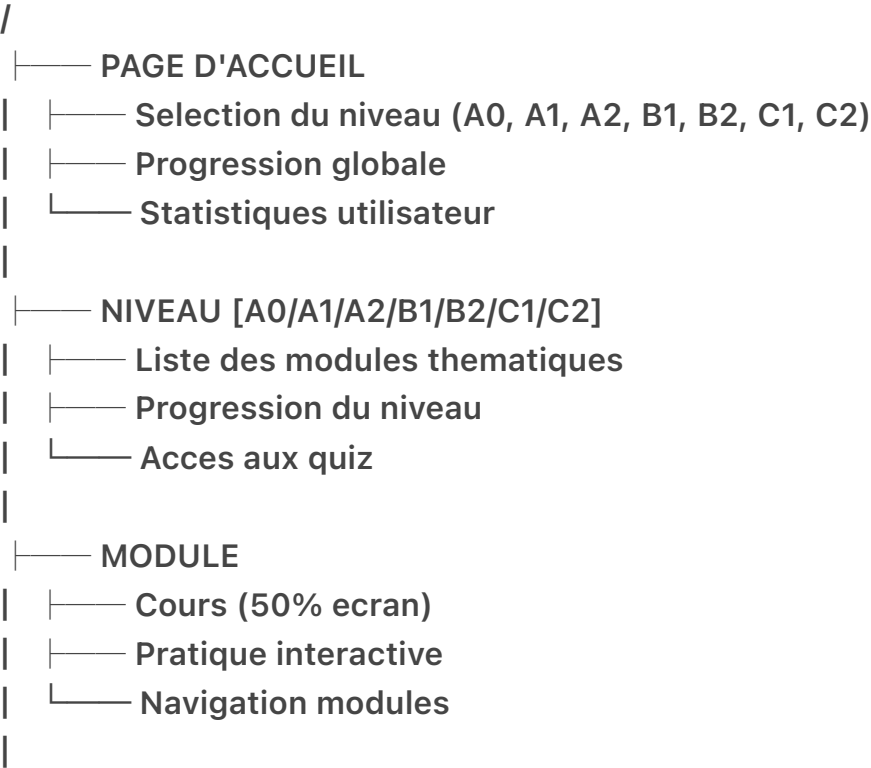 /
├── PAGE D'ACCUEIL
│   ├── Selection du niveau (A0, A1, A2, B1, B2, C1, C2)
│   ├── Progression globale
│   └── Statistiques utilisateur
│
├── NIVEAU [A0/A1/A2/B1/B2/C1/C2]
│   ├── Liste des modules thematiques
│   ├── Progression du niveau
│   └── Acces aux quiz
│
├── MODULE
│   ├── Cours (50% ecran)
│   ├── Pratique interactive
│   └── Navigation modules
│